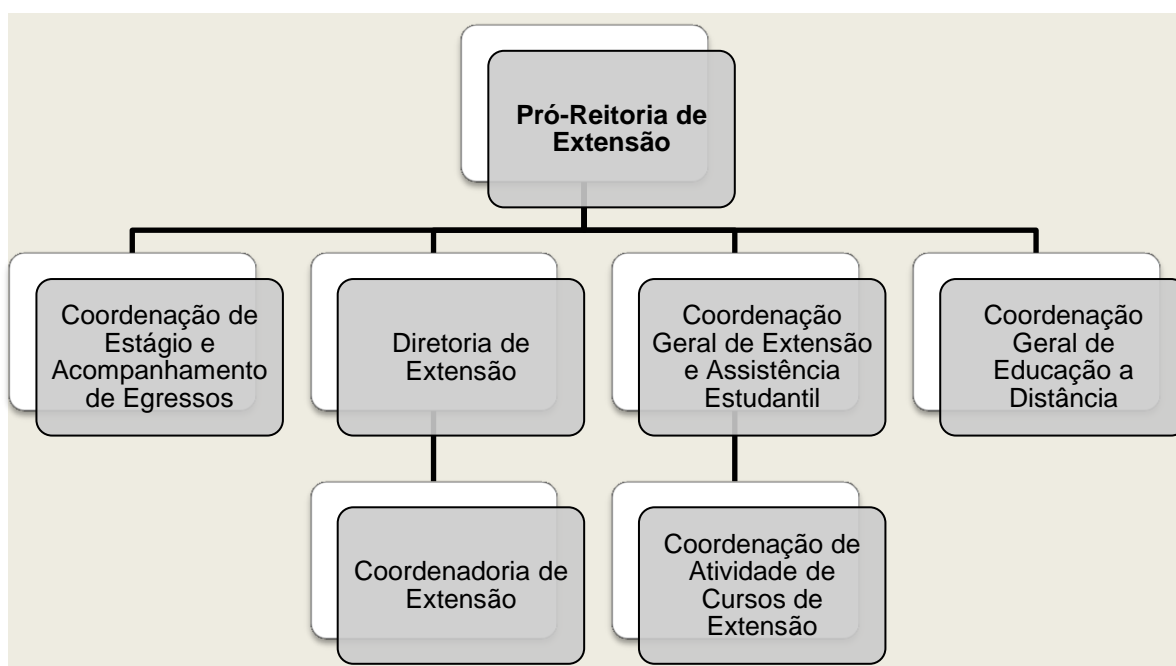 Pró-Reitoria de
Extensão
Coordenação de
Estágio e
Acompanhamento
de Egressos
Diretoria de
Extensão
Coordenação
Geral de Extensão
e Assistência
Estudantil
Coordenação
Geral de
Educação a
Distância
Coordenadoria de
Extensão
Coordenação de
Atividade de
Cursos de
Extensão